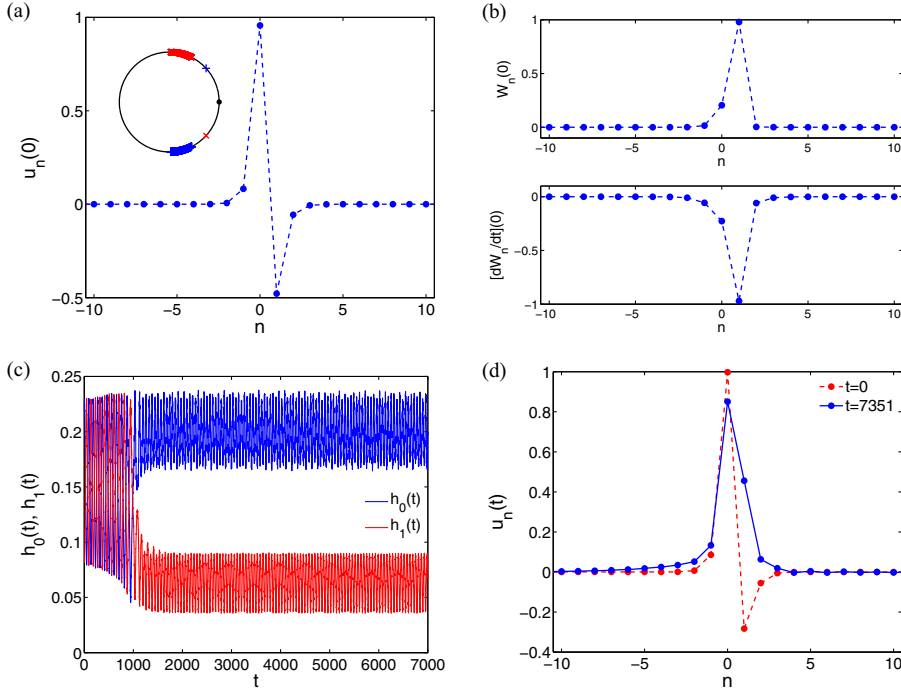 (a)
1
0.5
0
−0.5
−10
−5
0
5
10
u_n(0)
n
(b)
1
0.5
0
−10
−5
0
5
10
W_n(0)
n
0
−0.5
−1
−10
−5
0
5
10
[dW_n/dt](0)
n
(c)
0.25
0.2
0.15
0.1
0.05
0
0
1000
2000
3000
4000
5000
6000
7000
h_0(t), h_1(t)
t
h_0(t)
h_1(t)
(d)
1
0.8
0.6
0.4
0.2
0
−0.2
−0.4
−10
−5
0
5
10
u_n(t)
n
t=0
t=7351